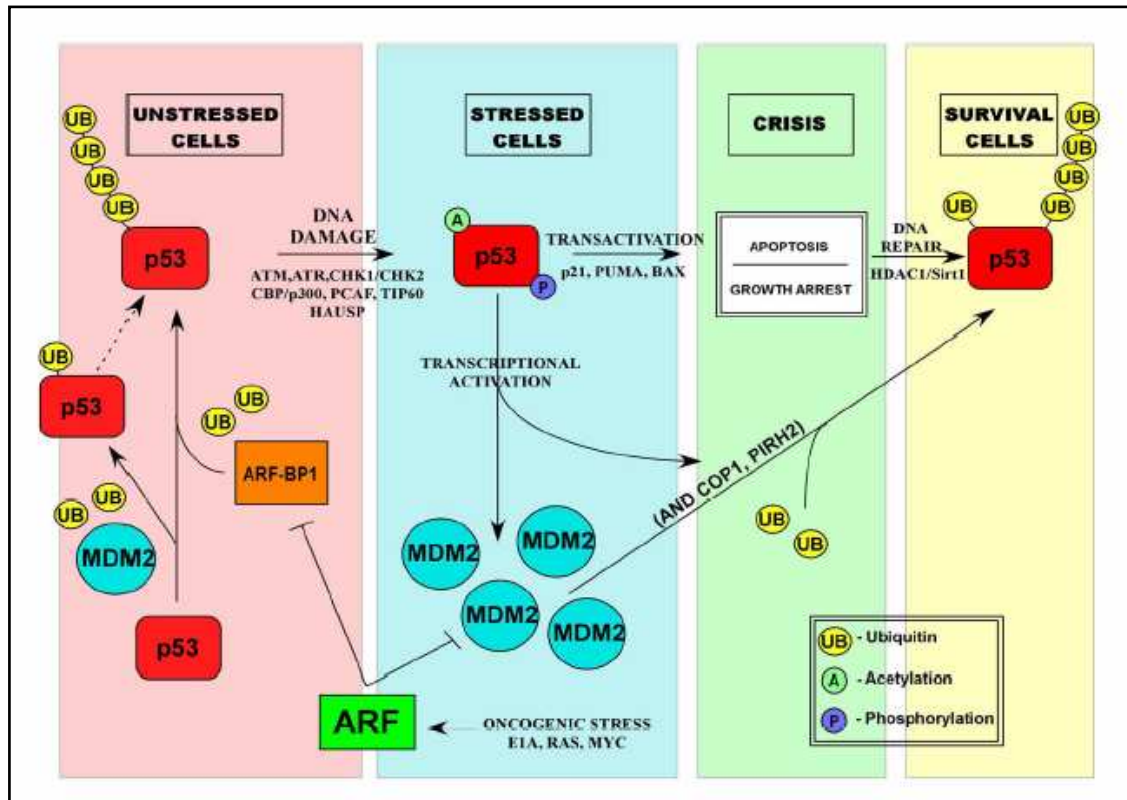 UNSTRESSED
CELLS
STRESSED
CELLS
CRISIS
SURVIVAL
CELLS
UB
UB
UB
UB
p53
DNA
DAMAGE
ATM,ATR,CHK1/CHK2
CBP/p300, PCAF, TIP60
HAUSP
A
p53
P
TRANSACTIVATION
p21, PUMA, BAX
APOPTOSIS
GROWTH ARREST
DNA
REPAIR
HDAC1/Sirt1
UB
UB
UB
UB
UB
p53
UB
p53
UB
UB
ARF-BP1
UB
UB
MDM2
p53
TRANSCRIPTIONAL
ACTIVATION
MDM2
MDM2
MDM2
MDM2
(AND COP1, PIRH2)
UB
UB
ARF
ONCOGENIC STRESS
E1A, RAS, MYC
UB - Ubiquitin
A - Acetylation
P - Phosphorylation